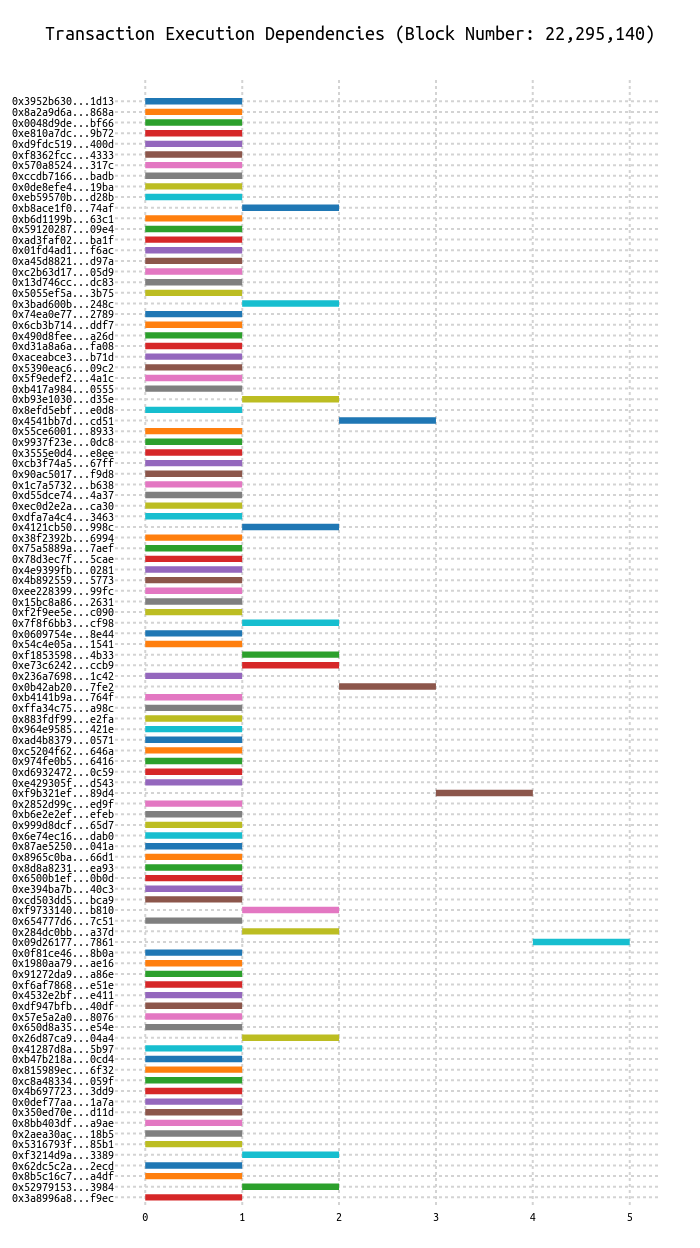 Transaction Execution Dependencies (Block Number: 22,295,140)
0x3952b630...1d13
0x8a2a9d6a...868a
0x0048d9de...bf66
0xe810a7dc...9b72
0xd9fdc519...400d
0xf8362fcc...4333
0x570a8524...317c
0xccdb7166...badb
0x0de8efe4...19ba
0xeb59570b...d28b
0xb8ace1f0...74af
0xb6d1199b...63c1
0x59120287...09e4
0xad3faf02...ba1f
0x01fd4ad1...f6ac
0xa45d8821...d97a
0xc2b63d17...05d9
0x13d746cc...dc83
0x5055ef5a...3b75
0x3bad600b...248c
0x74ea0e77...2789
0x6cb3b714...ddf7
0x490d8fee...a26d
0xd31a8a6a...fa08
0xaceabce3...b71d
0x5390eac6...09c2
0x5f9edef2...4a1c
0xb417a984...0555
0xb93e1030...d35e
0x8efd5ebf...e0d8
0x4541bb7d...cd51
0x55ce6001...8933
0x9937f23e...0dc8
0x3555e0d4...e8ee
0xcb3f74a5...67ff
0x90ac5017...f9d8
0x1c7a5732...b638
0xd55dce74...4a37
0xec0d2e2a...ca30
0xdfa7a4c4...3463
0x4121cb50...998c
0x38f2392b...6994
0x75a5889a...7aef
0x78d3ec7f...5cae
0x4e9399fb...0281
0x4b892559...5773
0xee228399...99fc
0x15bc8a86...2631
0xf2f9ee5e...c090
0x7f8f6bb3...cf98
0x0609754e...8e44
0x54c4e05a...1541
0xf1853598...4b33
0xe73c6242...ccb9
0x236a7698...1c42
0x0b42ab20...7fe2
0xb4141b9a...764f
0xffa34c75...a98c
0x883fdf99...e2fa
0x964e9585...421e
0xad4b8379...0571
0xc5204f62...646a
0x974fe0b5...6416
0xd6932472...0c59
0xe429305f...d543
0xf9b321ef...89d4
0x2852d99c...ed9f
0xb6e2e2ef...efeb
0x999d8dcf...65d7
0x6e74ec16...dab0
0x87ae5250...041a
0x8965c0ba...66d1
0x8d8a8231...ea93
0x6500b1ef...0b0d
0xe394ba7b...40c3
0xcd503dd5...bca9
0xf9733140...b810
0x654777d6...7c51
0x284dc0bb...a37d
0x09d26177...7861
0x0f81ce46...8b0a
0x1980aa79...ae16
0x91272da9...a86e
0xf6af7868...e51e
0x4532e2bf...e411
0xdf947bfb...40df
0x57e5a2a0...8076
0x650d8a35...e54e
0x26d87ca9...04a4
0x41287d8a...5b97
0xb47b218a...0cd4
0x815989ec...6f32
0xc8a48334...059f
0x4b697723...3dd9
0x0def77aa...1a7a
0x350ed70e...d11d
0x8bb403df...a9ae
0x2aea30ac...18b5
0x5316793f...85b1
0xf3214d9a...3389
0x62dc5c2a...2ecd
0x8b5c16c7...a4df
0x52979153...3984
0x3a8996a8...f9ec
0 1 2 3 4 5